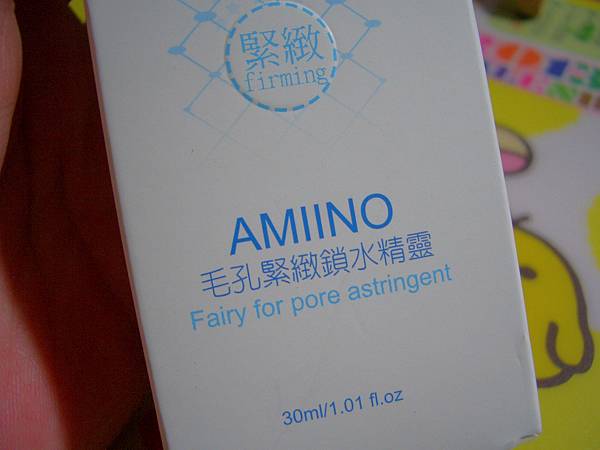 緊緻
firming
AMIINO
毛孔緊緻鎖水精靈
Fairy for pore astringent
30ml/1.01 fl.oz